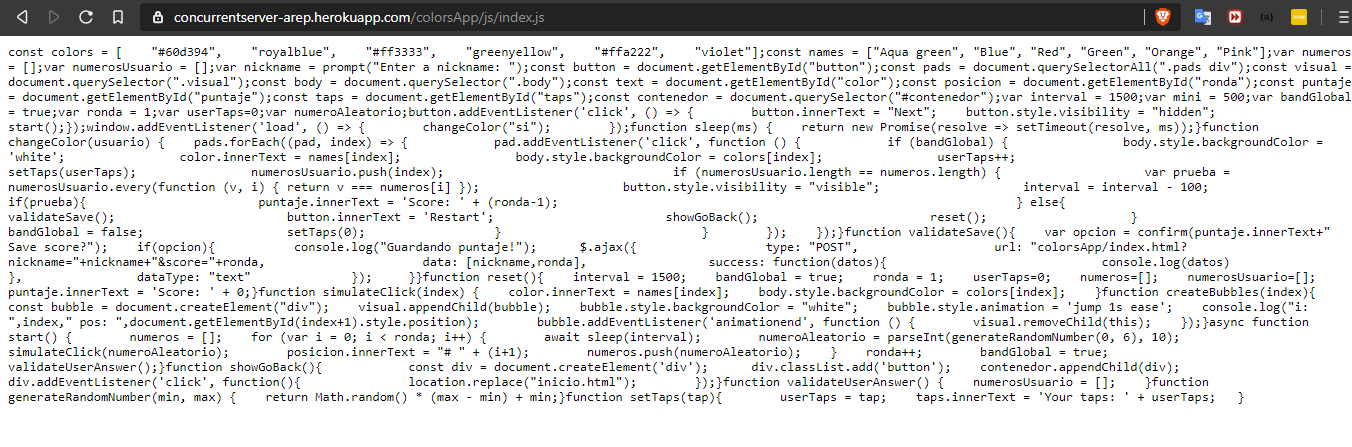 concurrentserver-arep.herokuapp.com/colorsApp/js/index.js
const colors = [ "#60d394", "royalblue", "#ff3333", "greenyellow", "#ffa222", "violet"];const names = ["Aqua green", "Blue", "Red", "Green", "Orange", "Pink"];var numeros
= [];var numerosUsuario = [];var nickname = prompt("Enter a nickname: ");const button = document.getElementById("button");const pads = document.querySelectorAll(".pads div");const visual =
document.querySelector(".visual");const body = document.querySelector(".body");const text = document.getElementById("color");const posicion = document.getElementById("ronda");const puntaje
= document.getElementById("puntaje");const taps = document.getElementById("taps");const contenedor = document.querySelector("#contenedor");var interval = 1500;var mini = 500;var bandGlobal
= true;var ronda = 1;var userTaps=0;var numeroAleatorio;button.addEventListener('click', () => { button.innerText = "Next"; button.style.visibility = "hidden";
start();});window.addEventListener('load', () => { changeColor("si"); });function sleep(ms) { return new Promise(resolve => setTimeout(resolve, ms));}function
changeColor(usuario) { pads.forEach((pad, index) => { pad.addEventListener('click', function () { if (bandGlobal) { body.style.backgroundColor =
'white'; color.innerText = names[index]; body.style.backgroundColor = colors[index]; userTaps++;
setTaps(userTaps); numerosUsuario.push(index); if (numerosUsuario.length == numeros.length) { var prueba =
numerosUsuario.every(function (v, i) { return v === numeros[i] }); button.style.visibility = "visible"; interval = interval - 100;
if(prueba){ puntaje.innerText = 'Score: ' + (ronda-1); } else{
validateSave(); button.innerText = 'Restart'; showGoBack(); reset(); }
bandGlobal = false; setTaps(0); } } }); });}function validateSave(){ var opcion = confirm(puntaje.innerText+"
Save score?"); if(opcion){ console.log("Guardando puntaje!"); $.ajax({ type: "POST", url: "colorsApp/index.html?
nickname="+nickname+"&score="+ronda, data: [nickname,ronda], success: function(datos){ console.log(datos)
}, dataType: "text" }); }}function reset(){ interval = 1500; bandGlobal = true; ronda = 1; userTaps=0; numeros=[]; numerosUsuario=[];
puntaje.innerText = 'Score: ' + 0;}function simulateClick(index) { color.innerText = names[index]; body.style.backgroundColor = colors[index]; }function createBubbles(index){
const bubble = document.createElement("div"); visual.appendChild(bubble); bubble.style.backgroundColor = "white"; bubble.style.animation = 'jump 1s ease'; console.log("i:
",index," pos: ",document.getElementById(index+1).style.position); bubble.addEventListener('animationend', function () { visual.removeChild(this); });}async function
start() { numeros = []; for (var i = 0; i < ronda; i++) { await sleep(interval); numeroAleatorio = parseInt(generateRandomNumber(0, 6), 10);
simulateClick(numeroAleatorio); posicion.innerText = "# " + (i+1); numeros.push(numeroAleatorio); } ronda++; bandGlobal = true;
validateUserAnswer();}function showGoBack(){ const div = document.createElement('div'); div.classList.add('button'); contenedor.appendChild(div);
div.addEventListener('click', function(){ location.replace("inicio.html"); });}function validateUserAnswer() { numerosUsuario = []; }function
generateRandomNumber(min, max) { return Math.random() * (max - min) + min;}function setTaps(tap){ userTaps = tap; taps.innerText = 'Your taps: ' + userTaps; }